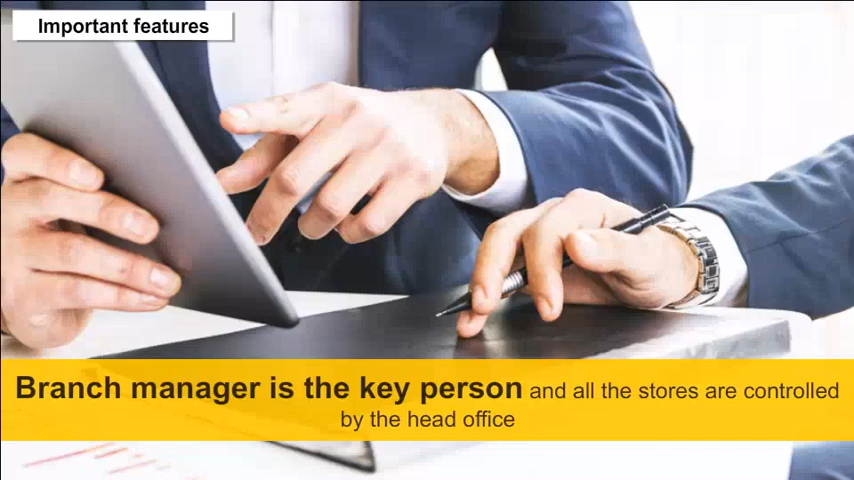 Important features
Branch manager is the key person and all the stores are controlled
by the head office